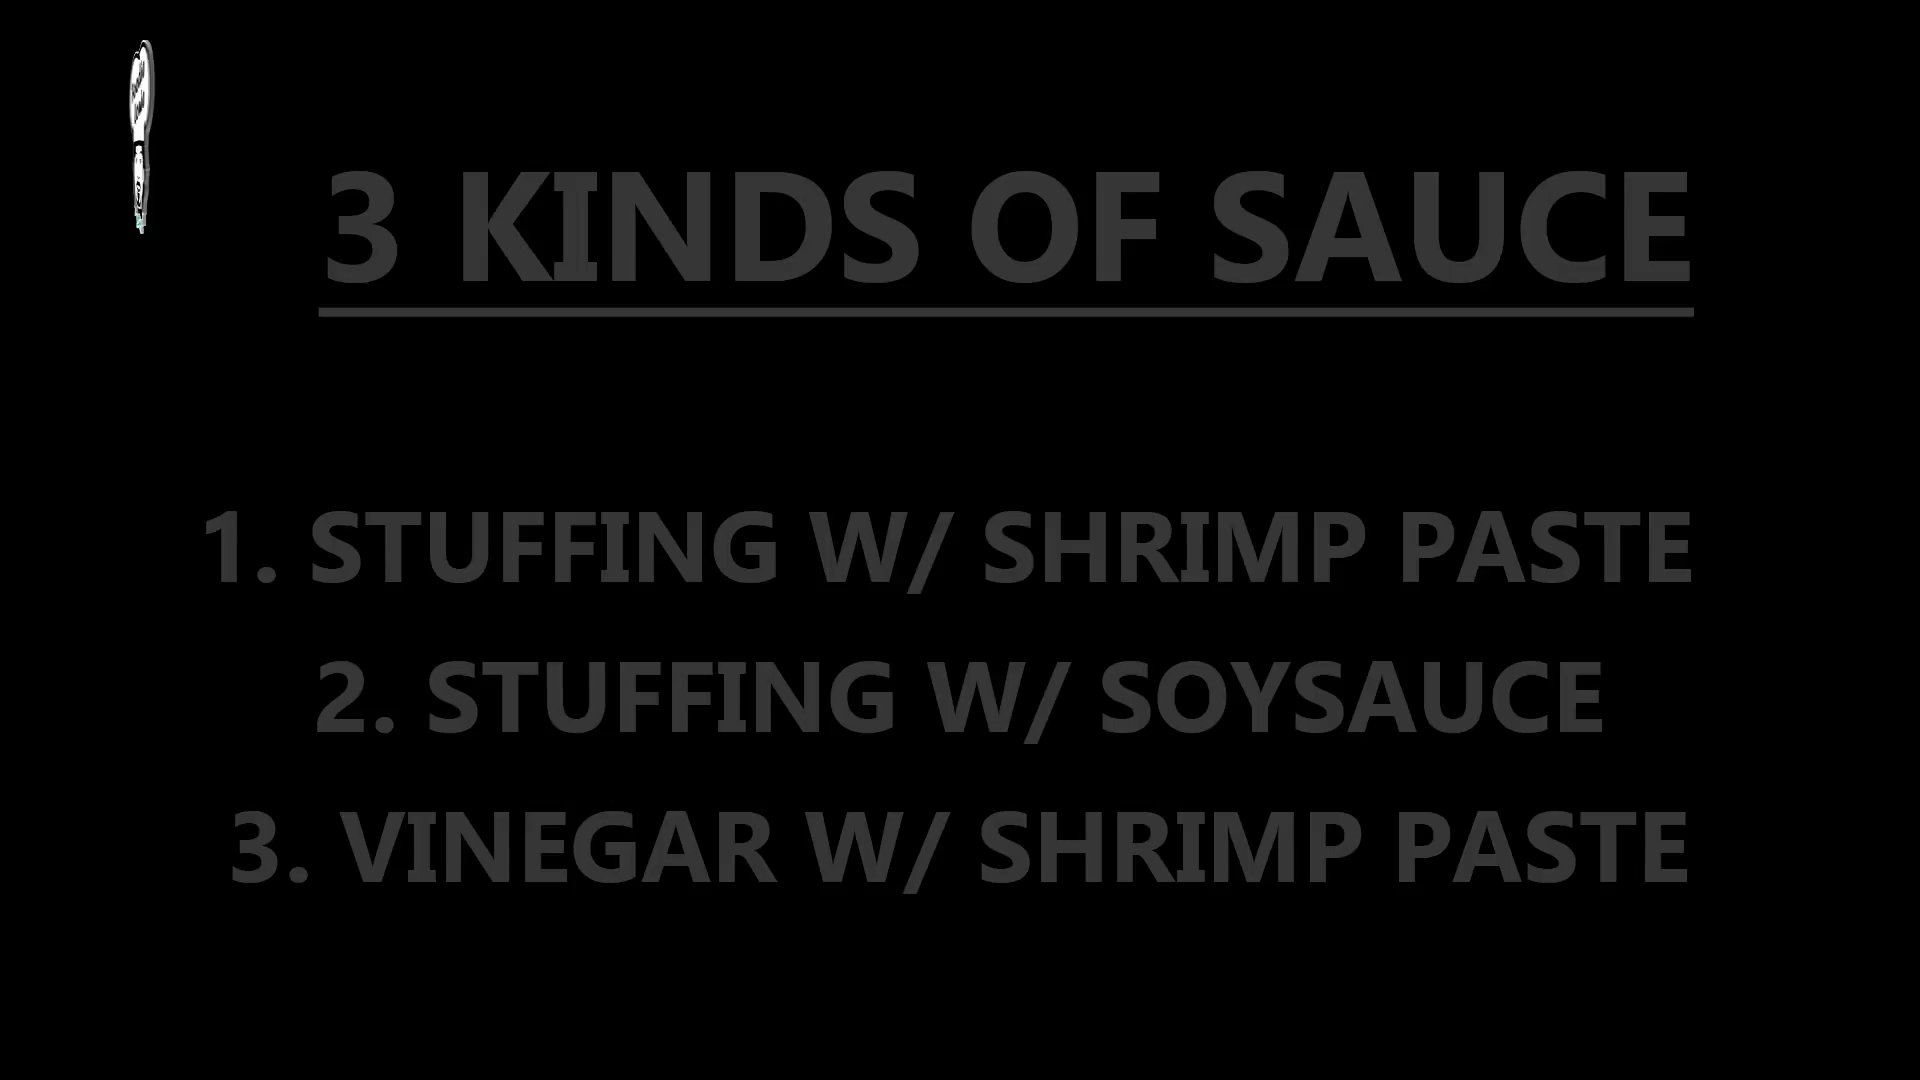 3 KINDS OF SAUCE
1. STUFFING W/ SHRIMP PASTE
2. STUFFING W/ SOYSAUCE
3. VINEGAR W/ SHRIMP PASTE